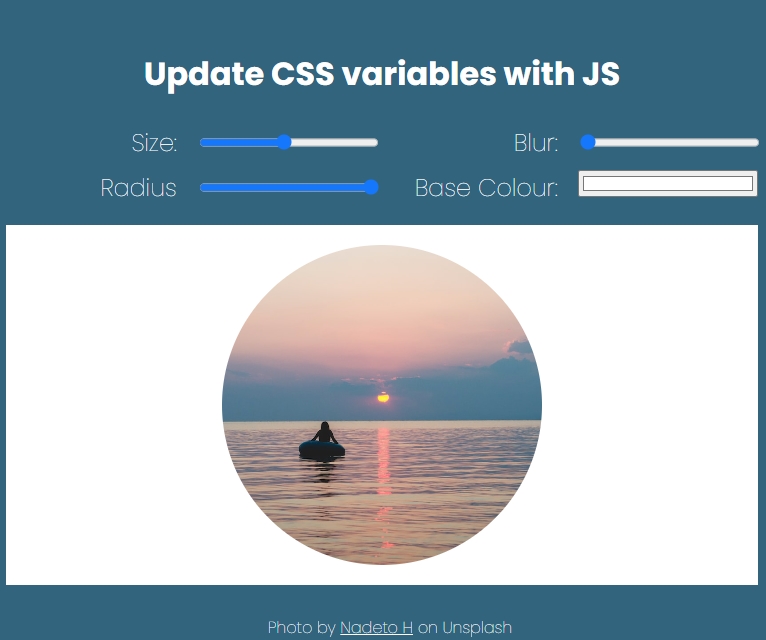 Update CSS variables with JS
Size:
Blur:
Radius
Base Colour:
Photo by Nadeto H on Unsplash